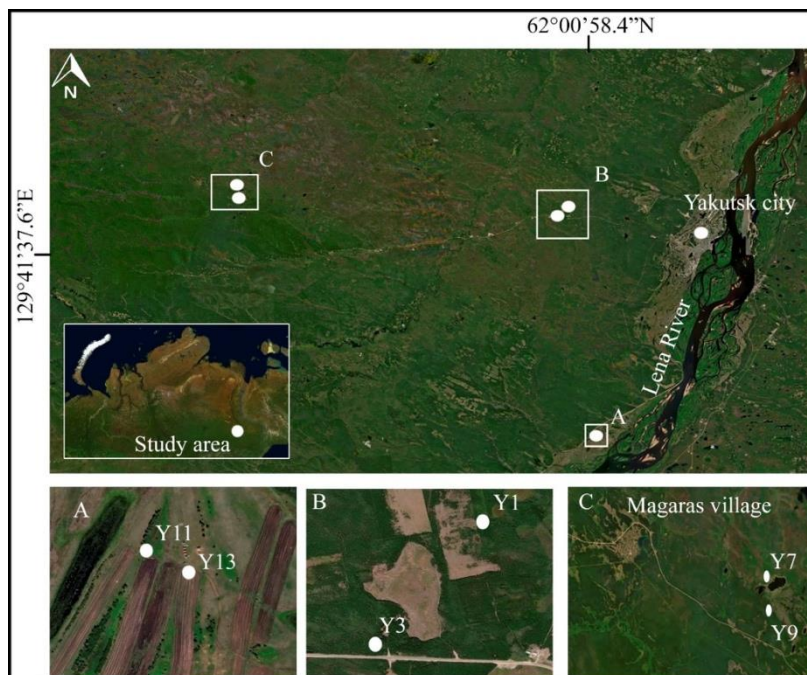 62°00'58.4”N
N
C
B
Yakutsk city
129°41'37.6”E
Lena River
A
Study area
A
Y11
Y13
B
Y1
Y3
C
Magaras village
Y7
Y9